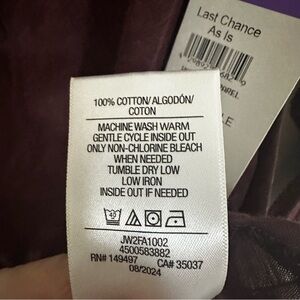 Last Chance
As Is
100% COTTON/ALGODÓN/
COTON
MACHINE WASH WARM
GENTLE CYCLE INSIDE OUT
ONLY NON-CHLORINE BLEACH
WHEN NEEDED
TUMBLE DRY LOW
LOW IRON
INSIDE OUT IF NEEDED
JW2FA1002
4500583882
RN# 149497 CA# 35037
08/2024